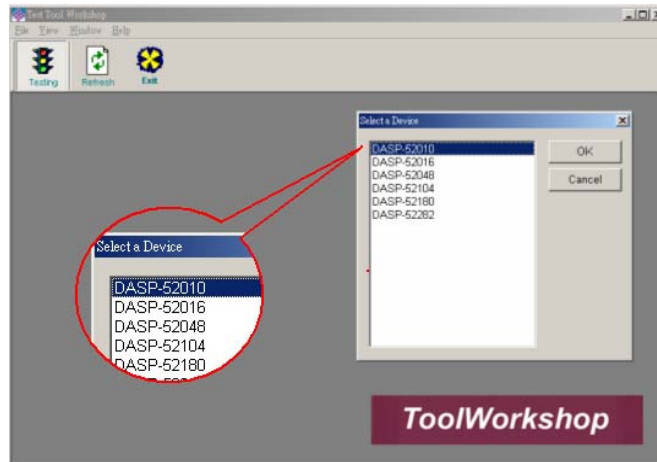 Test Tool Workshop
File View Window Help
Testing Refresh Exit
Select a Device
DASP-52010
DASP-52016
DASP-52048
DASP-52104
DASP-52180
DASP-52282
OK
Cancel
Select a Device
DASP-52010
DASP-52016
DASP-52048
DASP-52104
DASP-52180
ToolWorkshop